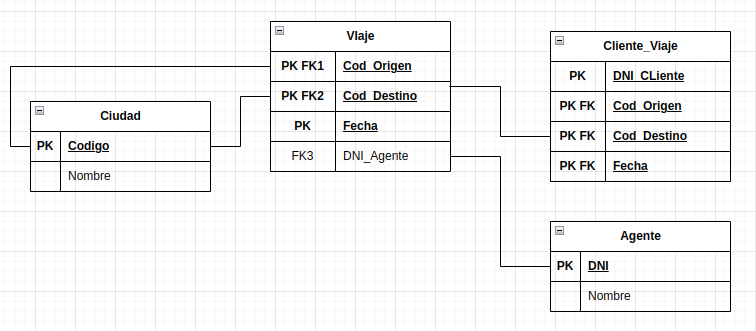 Ciudad
PK Codigo
Nombre
VIaje
PK FK1 Cod_Origen
PK FK2 Cod_Destino
PK Fecha
FK3 DNI_Agente
Cliente_Viaje
PK DNI_CLiente
PK FK Cod_Origen
PK FK Cod_Destino
PK FK Fecha
Agente
PK DNI
Nombre